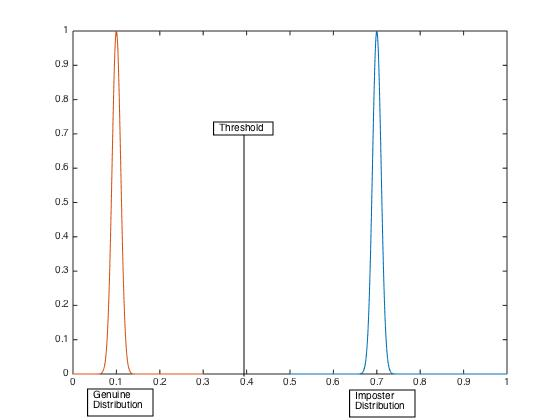 1
0.9
0.8
0.7
Threshold
0.6
0.5
0.4
0.3
0.2
0.1
0
0 0.1 0.2 0.3 0.4 0.5 0.6 0.7 0.8 0.9 1
Genuine
Distribution
Imposter
Distribution